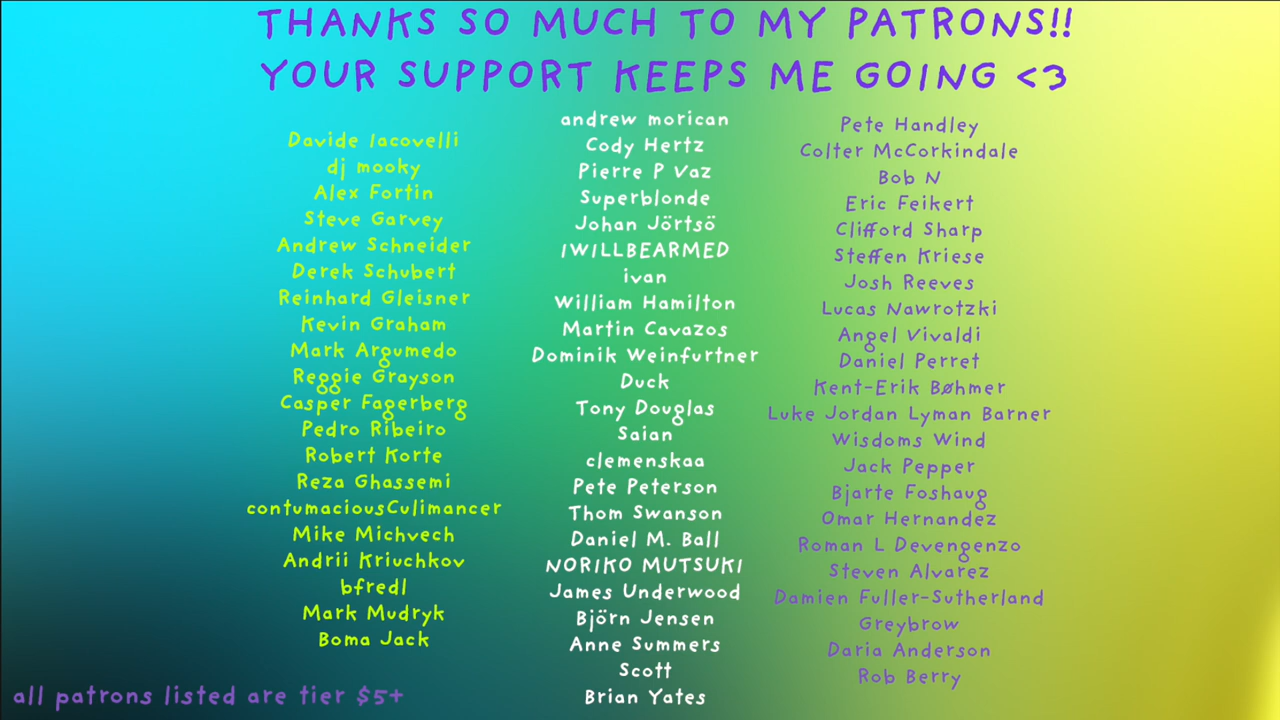 THANKS SO MUCH TO MY PATRONS!!
YOUR SUPPORT KEEPS ME GOING <3
Davide Iacovelli
dj mooky
Alex Fortin
Steve Garvey
Andrew Schneider
Derek Schubert
Reinhard Gleisner
Kevin Graham
Mark Argumedo
Reggie Grayson
Casper Fagerberg
Pedro Ribeiro
Robert Korte
Reza Ghassemi
contumaciousCulimancer
Mike Michvech
Andrii Kriuchkov
bfredl
Mark Mudryk
Boma Jack
andrew morican
Cody Hertz
Pierre P Vaz
Superblonde
Johan Jörtsö
IWILLBEARMED
ivan
William Hamilton
Martin Cavazos
Dominik Weinfurtner
Duck
Tony Douglas
Saian
clemenskaa
Pete Peterson
Thom Swanson
Daniel M. Ball
NORIKO MUTSUKI
James Underwood
Björn Jensen
Anne Summers
Scott
Brian Yates
Pete Handley
Colter McCorkindale
Bob N
Eric Feikert
Clifford Sharp
Steffen Kriese
Josh Reeves
Lucas Nawrotzki
Angel Vivaldi
Daniel Perret
Kent-Erik Bøhmer
Luke Jordan Lyman Barner
Wisdoms Wind
Jack Pepper
Bjarte Foshaug
Omar Hernandez
Roman L Devengenzo
Steven Alvarez
Damien Fuller-Sutherland
Greybrow
Daria Anderson
Rob Berry
all patrons listed are tier $5+